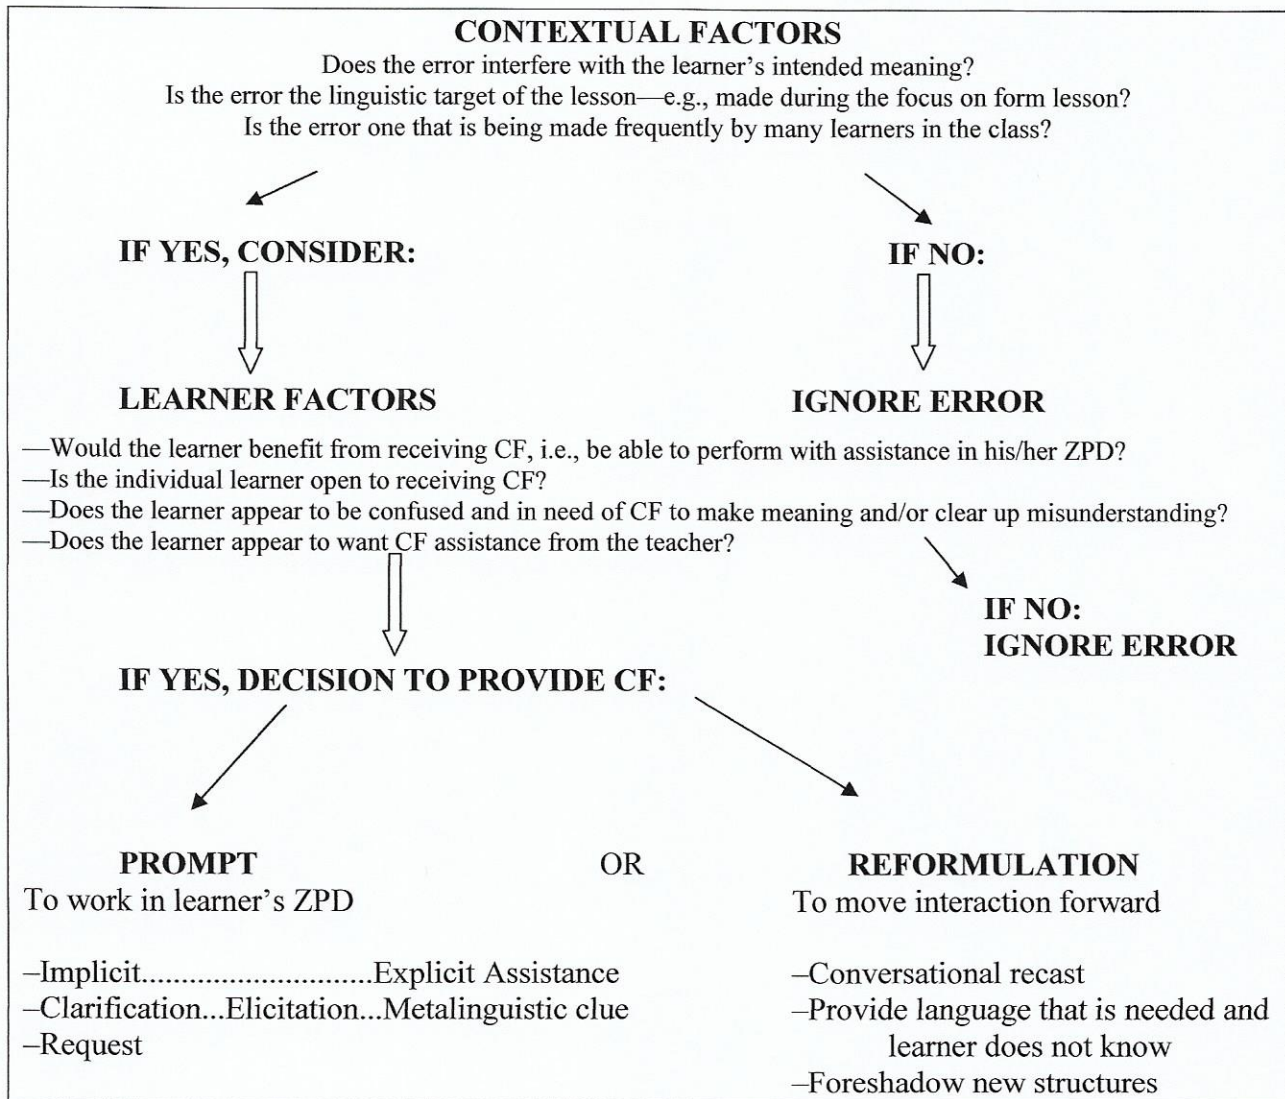 CONTEXTUAL FACTORS
Does the error interfere with the learner's intended meaning?
Is the error the linguistic target of the lesson—e.g., made during the focus on form lesson?
Is the error one that is being made frequently by many learners in the class?
IF YES, CONSIDER:
IF NO:
LEARNER FACTORS
IGNORE ERROR
—Would the learner benefit from receiving CF, i.e., be able to perform with assistance in his/her ZPD?
—Is the individual learner open to receiving CF?
—Does the learner appear to be confused and in need of CF to make meaning and/or clear up misunderstanding?
—Does the learner appear to want CF assistance from the teacher?
IF NO:
IGNORE ERROR
IF YES, DECISION TO PROVIDE CF:
PROMPT
OR
REFORMULATION
To work in learner's ZPD
To move interaction forward
–Implicit............................Explicit Assistance
–Clarification...Elicitation...Metalinguistic clue
–Request
–Conversational recast
–Provide language that is needed and
learner does not know
–Foreshadow new structures